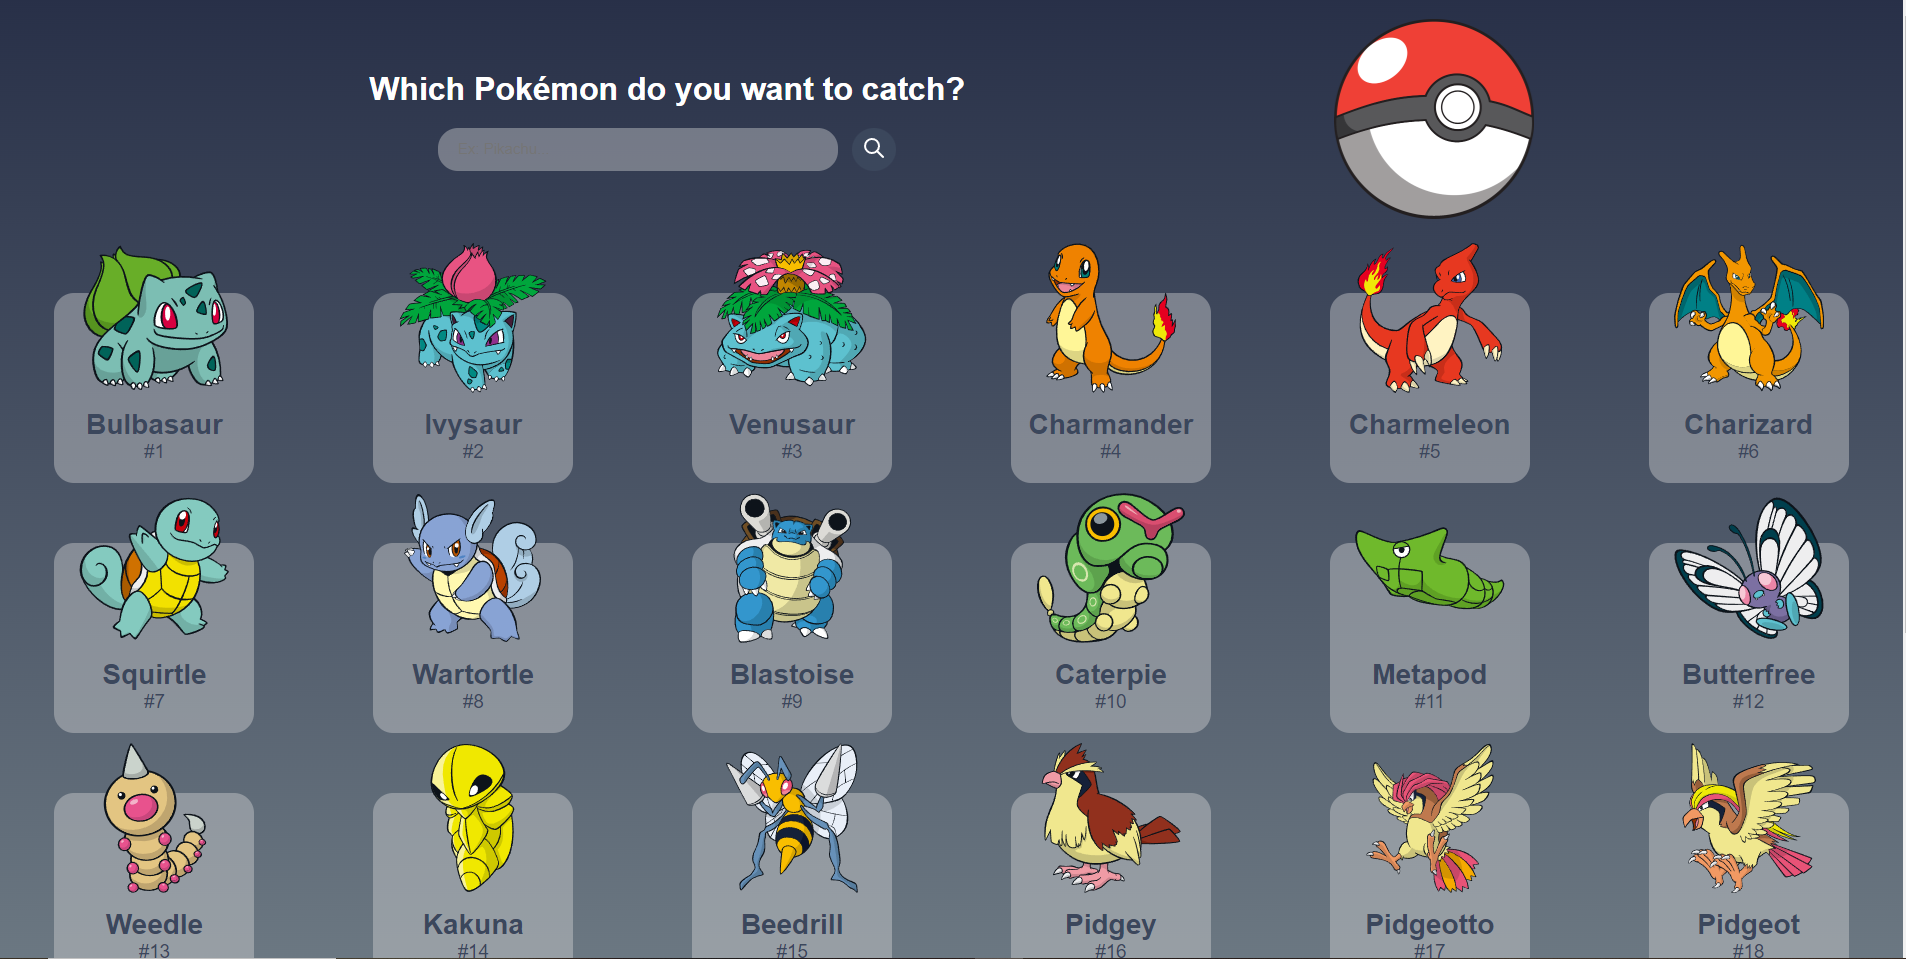 Which Pokémon do you want to catch?
Ex: Pikachu...
Bulbasaur
#1
Ivysaur
#2
Venusaur
#3
Charmander
#4
Charmeleon
#5
Charizard
#6
Squirtle
#7
Wartortle
#8
Blastoise
#9
Caterpie
#10
Metapod
#11
Butterfree
#12
Weedle
#13
Kakuna
#14
Beedrill
#15
Pidgey
#16
Pidgeotto
#17
Pidgeot
#18